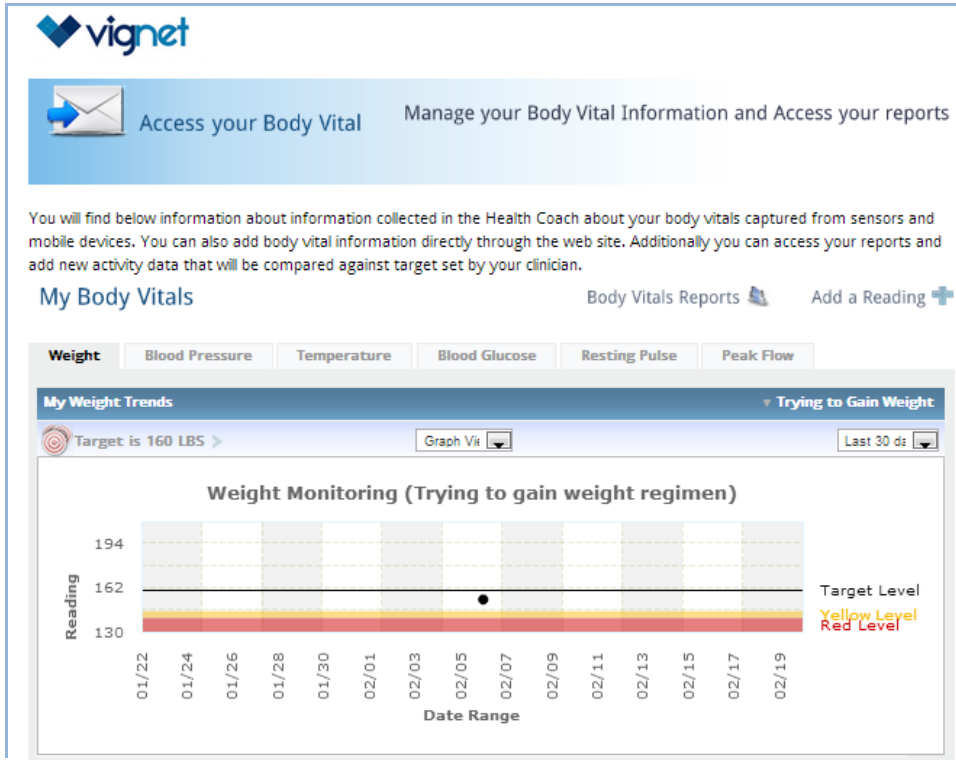 vignet
Access your Body Vital
Manage your Body Vital Information and Access your reports
You will find below information about information collected in the Health Coach about your body vitals captured from sensors and
mobile devices. You can also add body vital information directly through the web site. Additionally you can access your reports and
add new activity data that will be compared against target set by your clinician.
My Body Vitals
Body Vitals Reports
Add a Reading
Weight
Blood Pressure
Temperature
Blood Glucose
Resting Pulse
Peak Flow
My Weight Trends
Trying to Gain Weight
Target is 160 LBS
Graph Vie
Last 30 da
Weight Monitoring (Trying to gain weight regimen)
194
162
130
Reading
Target Level
Yellow Level
Red Level
01/22
01/24
01/26
01/28
01/30
02/01
02/03
02/05
02/07
02/09
02/11
02/13
02/15
02/17
02/19
Date Range